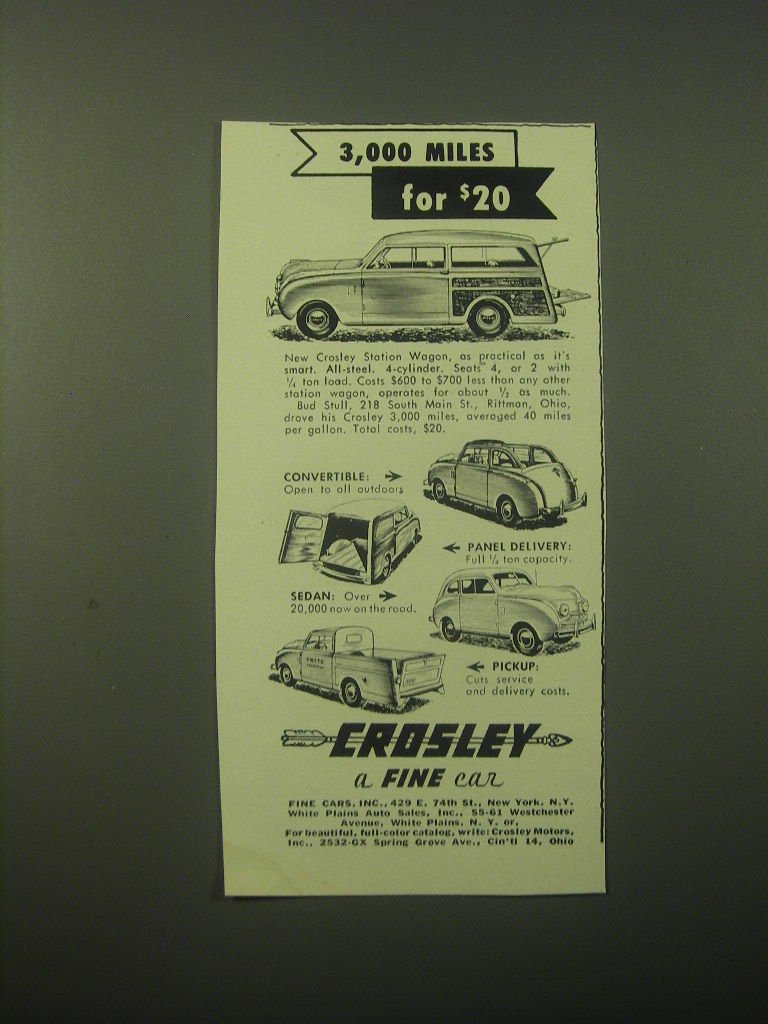 3,000 MILES
for $20
New Crosley Station Wagon, as practical as it's
smart. All-steel. 4-cylinder. Seats 4, or 2 with
¼ ton load. Costs $600 to $700 less than any other
station wagon, operates for about ½ as much.
Bud Stull, 218 South Main St., Rittman, Ohio,
drove his Crosley 3,000 miles, averaged 40 miles
per gallon. Total costs, $20.
CONVERTIBLE:
Open to all outdoors
PANEL DELIVERY:
Full ¼ ton capacity.
SEDAN: Over
20,000 now on the road.
SMITH
PICKUP:
Cuts service
and delivery costs.
CROSLEY
a FINE car
FINE CARS, INC., 429 E. 74th St., New York, N.Y.
White Plains Auto Sales, Inc., 55-61 Westchester
Avenue, White Plains, N. Y. or,
For beautiful, full-color catalog, write: Crosley Motors,
Inc., 2532-GX Spring Grove Ave., Cin'ti 14, Ohio